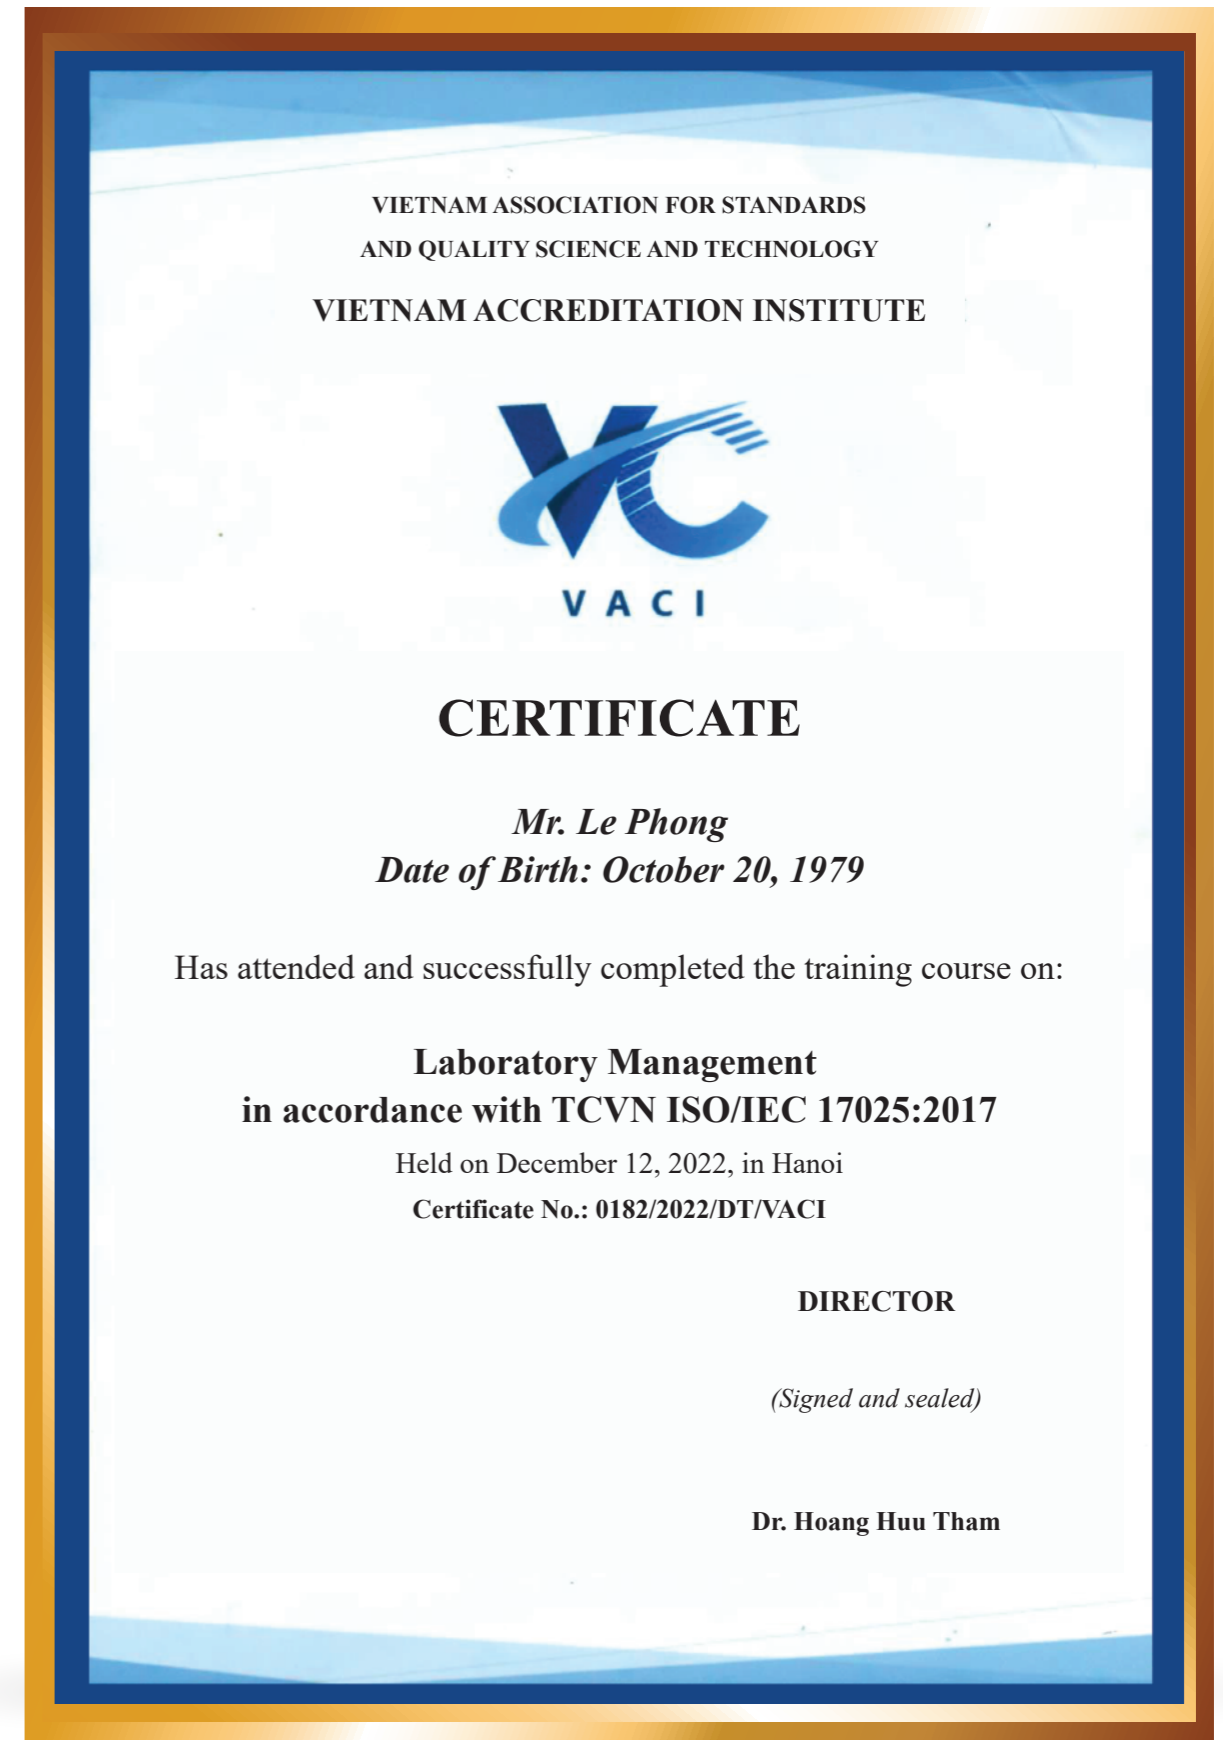 VIETNAM ASSOCIATION FOR STANDARDS
AND QUALITY SCIENCE AND TECHNOLOGY
VIETNAM ACCREDITATION INSTITUTE
VC
VACI
CERTIFICATE
Mr. Le Phong
Date of Birth: October 20, 1979
Has attended and successfully completed the training course on:
Laboratory Management
in accordance with TCVN ISO/IEC 17025:2017
Held on December 12, 2022, in Hanoi
Certificate No.: 0182/2022/DT/VACI
DIRECTOR
(Signed and sealed)
Dr. Hoang Huu Tham